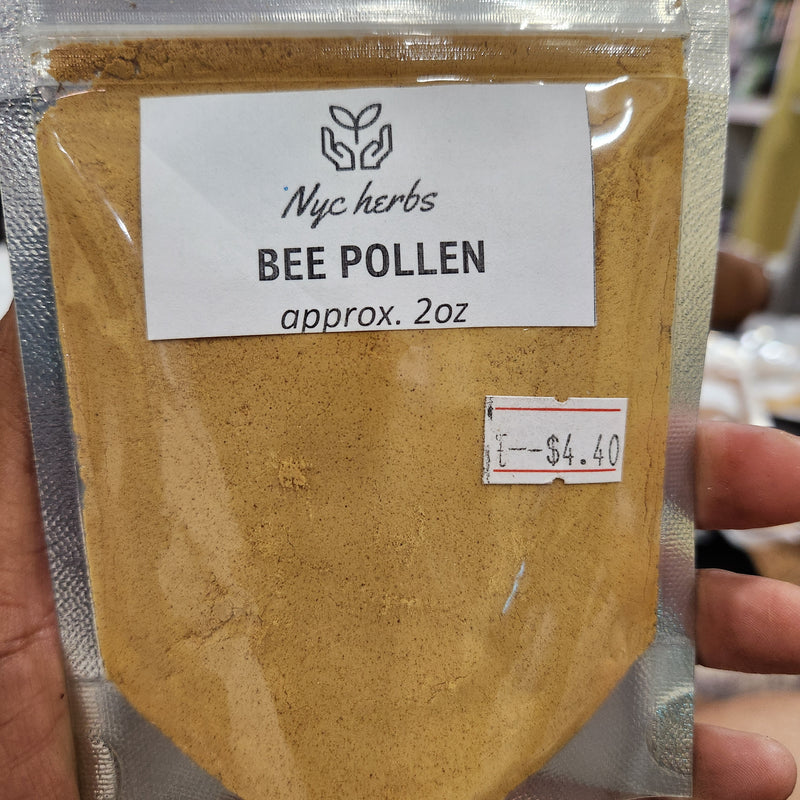 Nyc herbs
BEE POLLEN
approx. 2oz
t--$4.40